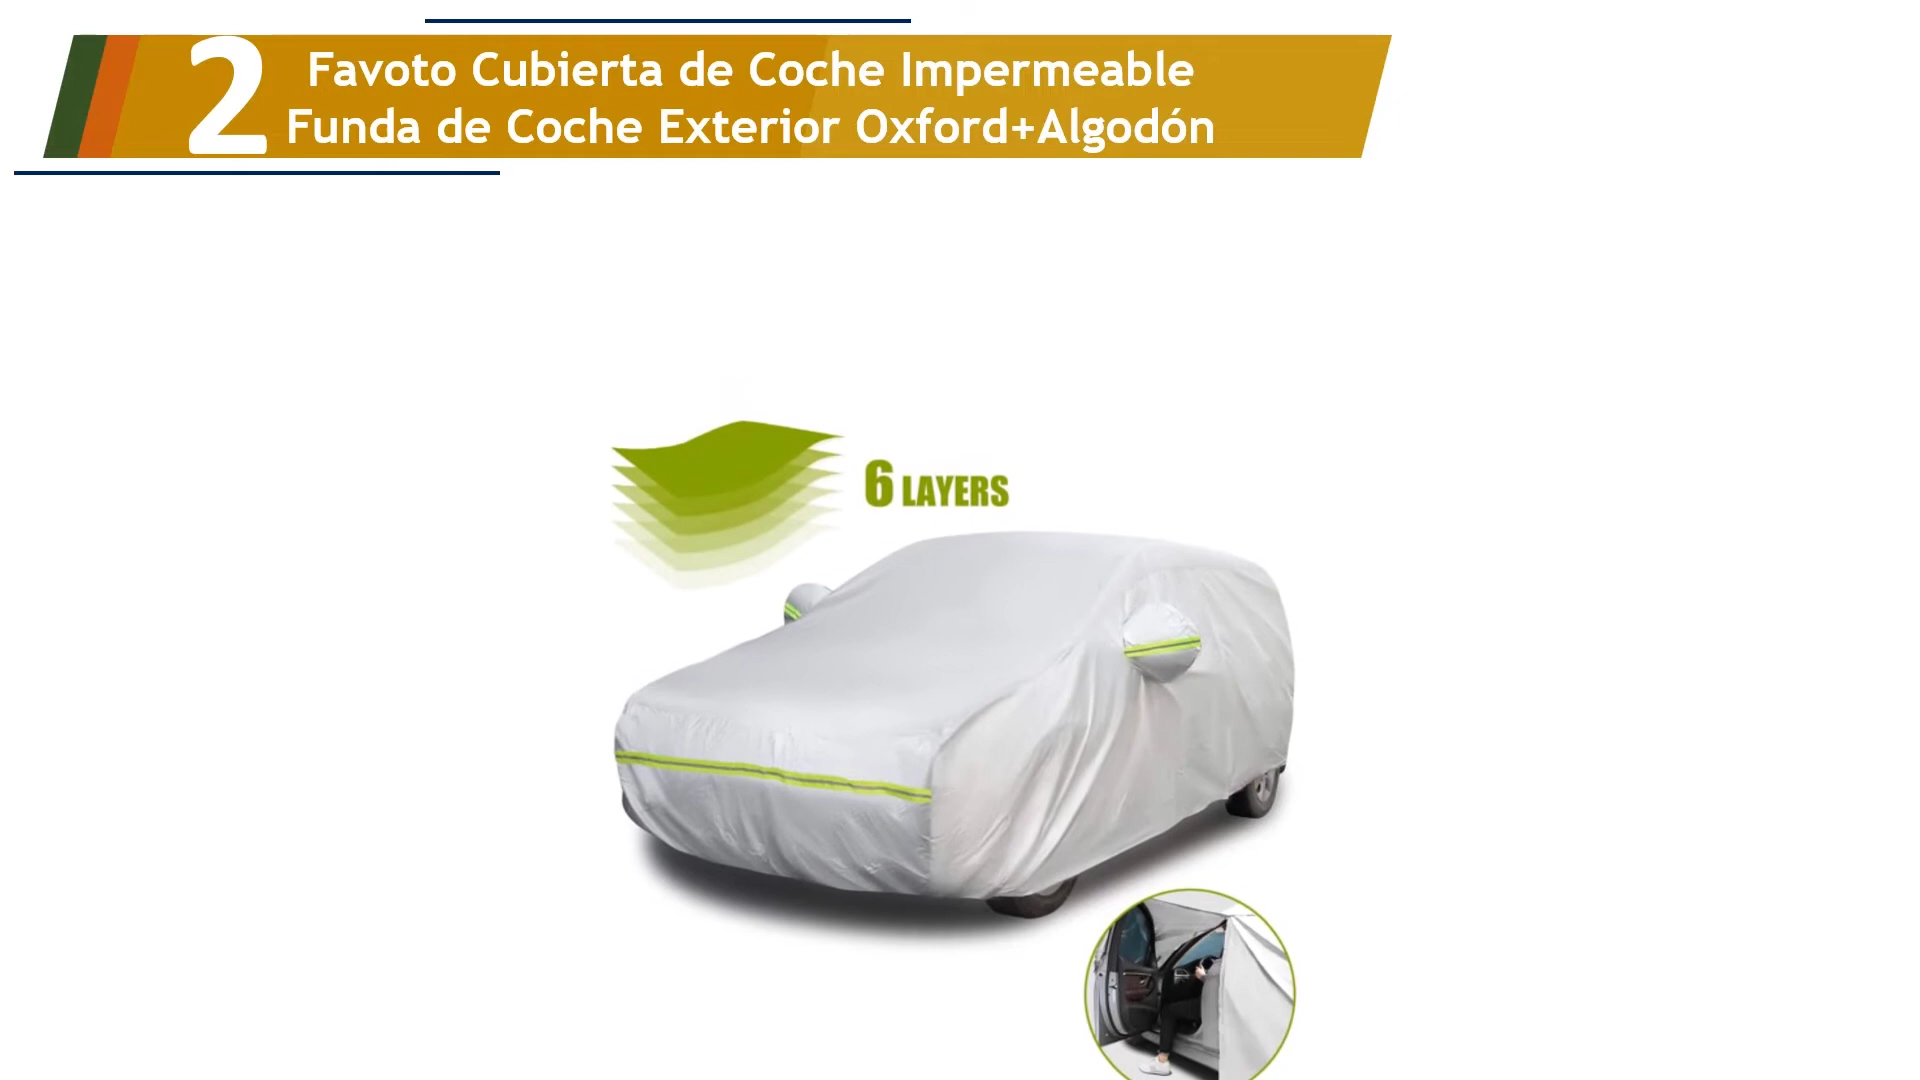 2
Favoto Cubierta de Coche Impermeable
Funda de Coche Exterior Oxford+Algodón
6 LAYERS